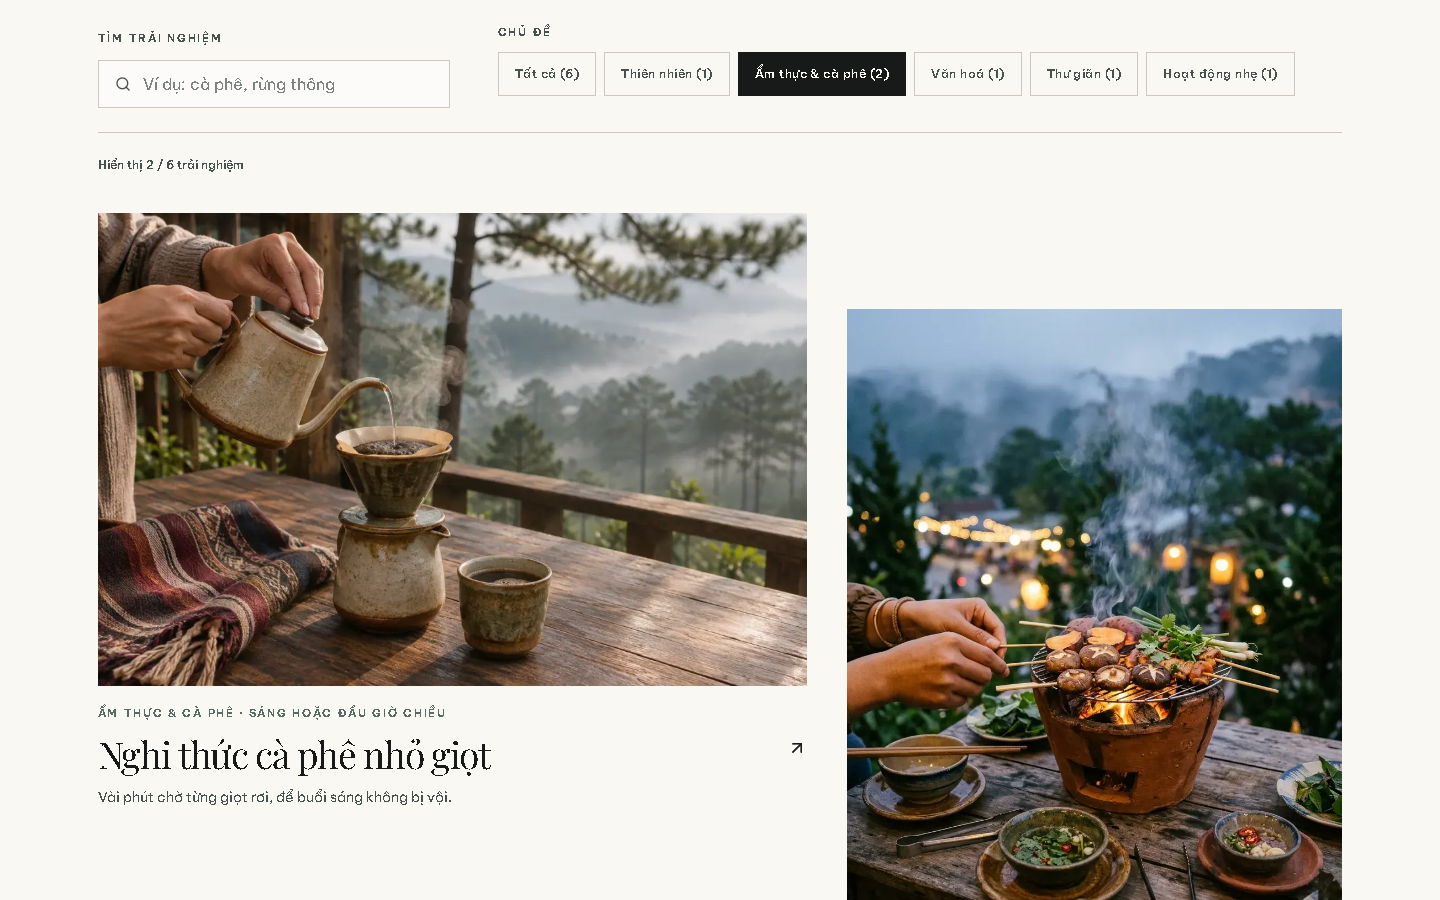 TÌM TRẢI NGHIỆM
Ví dụ: cà phê, rừng thông
CHỦ ĐỀ
Tất cả (6)
Thiên nhiên (1)
Ẩm thực & cà phê (2)
Văn hoá (1)
Thư giãn (1)
Hoạt động nhẹ (1)
Hiển thị 2 / 6 trải nghiệm
ẨM THỰC & CÀ PHÊ · SÁNG HOẶC ĐẦU GIỜ CHIỀU
Nghi thức cà phê nhỏ giọt
Vài phút chờ từng giọt rơi, để buổi sáng không bị vội.